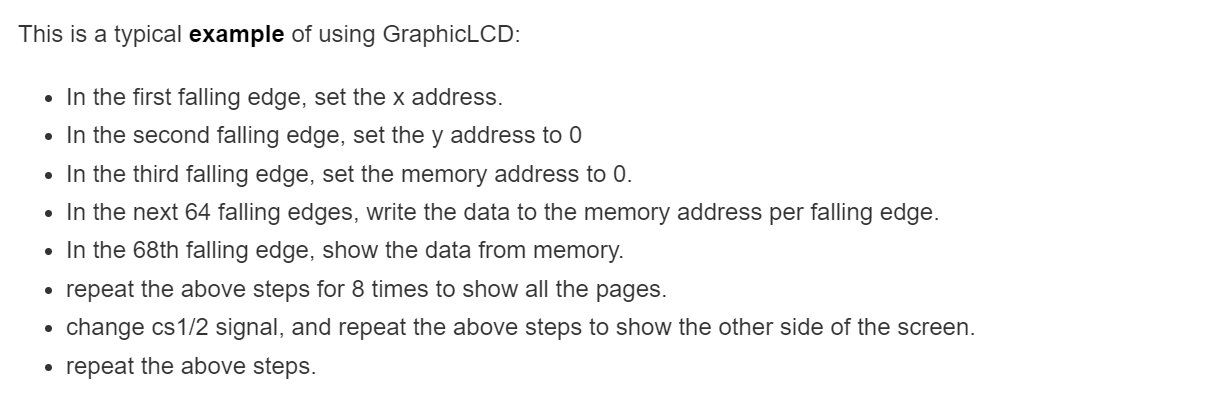 This is a typical example of using GraphicLCD:
• In the first falling edge, set the x address.
• In the second falling edge, set the y address to 0
• In the third falling edge, set the memory address to 0.
• In the next 64 falling edges, write the data to the memory address per falling edge.
• In the 68th falling edge, show the data from memory.
• repeat the above steps for 8 times to show all the pages.
• change cs1/2 signal, and repeat the above steps to show the other side of the screen.
• repeat the above steps.